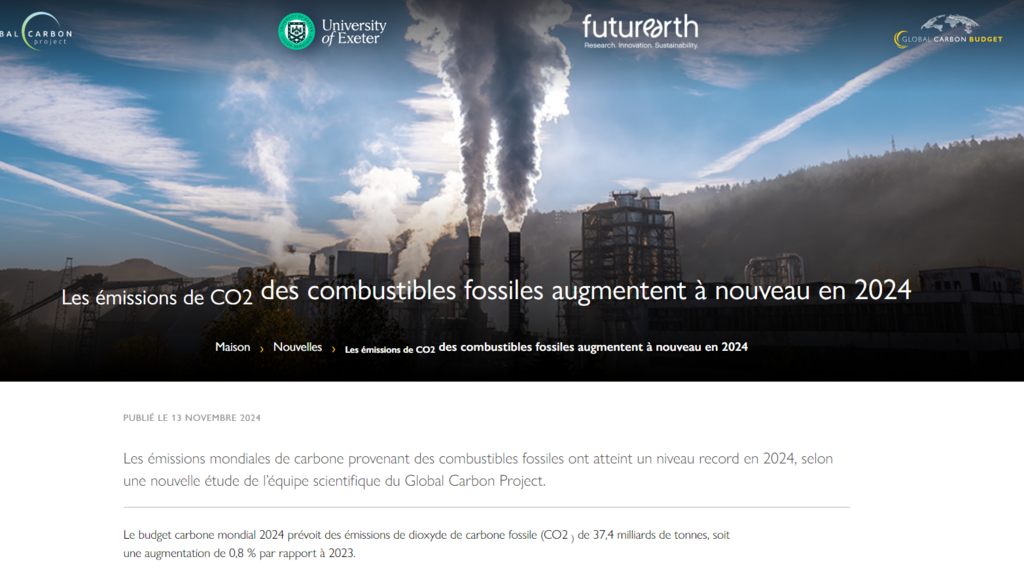 BAL CARBON
project
University
of Exeter
futurearth
Research. Innovation. Sustainability.
GLOBAL CARBON BUDGET
Les émissions de CO2 des combustibles fossiles augmentent à nouveau en 2024
Maison › Nouvelles › Les émissions de CO2 des combustibles fossiles augmentent à nouveau en 2024
PUBLIÉ LE 13 NOVEMBRE 2024
Les émissions mondiales de carbone provenant des combustibles fossiles ont atteint un niveau record en 2024, selon
une nouvelle étude de l'équipe scientifique du Global Carbon Project.
Le budget carbone mondial 2024 prévoit des émissions de dioxyde de carbone fossile (CO2 ) de 37,4 milliards de tonnes, soit
une augmentation de 0,8 % par rapport à 2023.